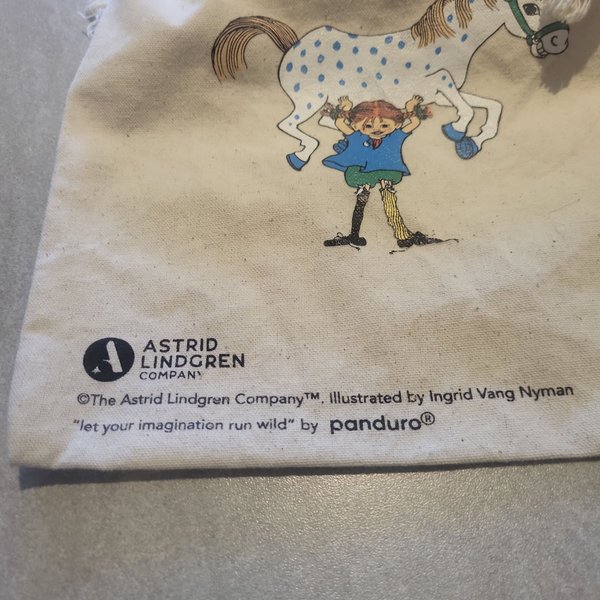 A
ASTRID
LINDGREN
COMPANY
©The Astrid Lindgren Company™. Illustrated by Ingrid Vang Nyman
"let your imagination run wild" by panduro®